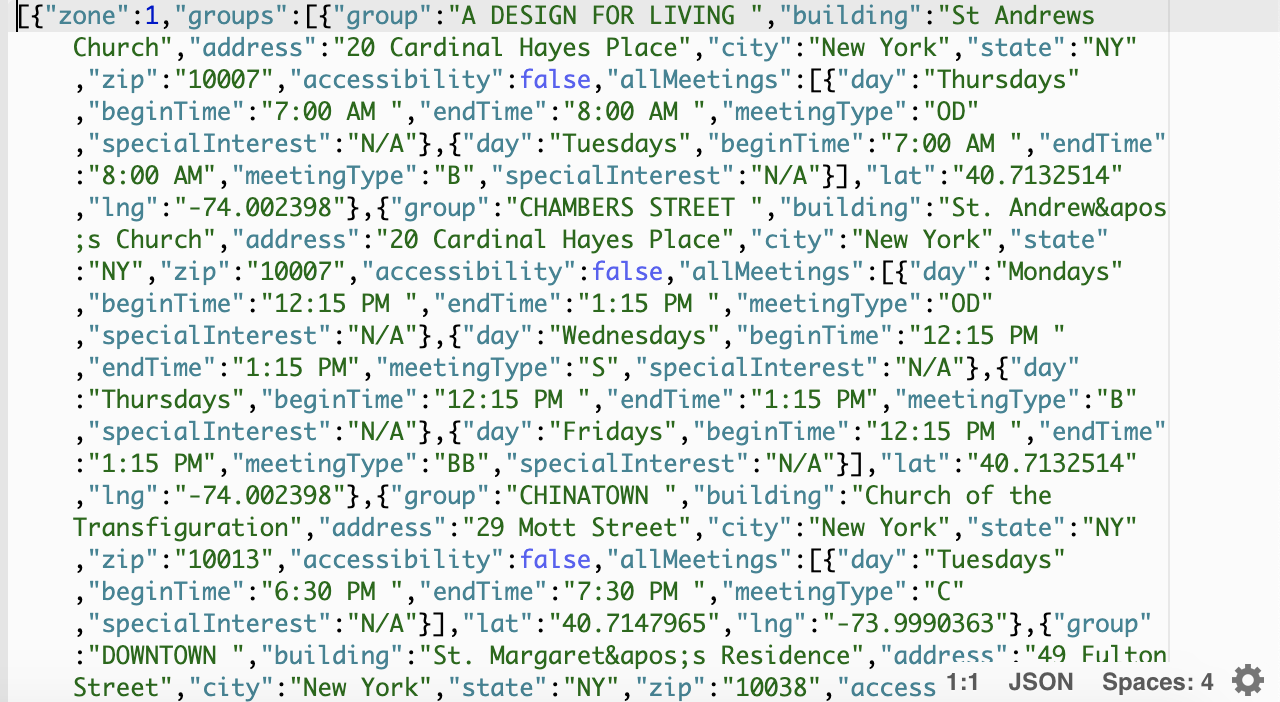 [{"zone":1,"groups":[{"group":"A DESIGN FOR LIVING ","building":"St Andrews
Church","address":"20 Cardinal Hayes Place","city":"New York","state":"NY"
,"zip":"10007","accessibility":false,"allMeetings":[{"day":"Thursdays"
,"beginTime":"7:00 AM ","endTime":"8:00 AM ","meetingType":"OD"
,"specialInterest":"N/A"},{"day":"Tuesdays","beginTime":"7:00 AM ","endTime"
:"8:00 AM","meetingType":"B","specialInterest":"N/A"}],"lat":"40.7132514"
,"lng":"-74.002398"},{"group":"CHAMBERS STREET ","building":"St. Andrew&apos
;s Church","address":"20 Cardinal Hayes Place","city":"New York","state"
:"NY","zip":"10007","accessibility":false,"allMeetings":[{"day":"Mondays"
,"beginTime":"12:15 PM ","endTime":"1:15 PM ","meetingType":"OD"
,"specialInterest":"N/A"},{"day":"Wednesdays","beginTime":"12:15 PM "
,"endTime":"1:15 PM","meetingType":"S","specialInterest":"N/A"},{"day"
:"Thursdays","beginTime":"12:15 PM ","endTime":"1:15 PM","meetingType":"B"
,"specialInterest":"N/A"},{"day":"Fridays","beginTime":"12:15 PM ","endTime"
:"1:15 PM","meetingType":"BB","specialInterest":"N/A"}],"lat":"40.7132514"
,"lng":"-74.002398"},{"group":"CHINATOWN ","building":"Church of the
Transfiguration","address":"29 Mott Street","city":"New York","state":"NY"
,"zip":"10013","accessibility":false,"allMeetings":[{"day":"Tuesdays"
,"beginTime":"6:30 PM ","endTime":"7:30 PM ","meetingType":"C"
,"specialInterest":"N/A"}],"lat":"40.7147965","lng":"-73.9990363"},{"group"
:"DOWNTOWN ","building":"St. Margaret&apos;s Residence","address":"49 Fulton
Street","city":"New York","state":"NY","zip":"10038","access
1:1 JSON Spaces: 4